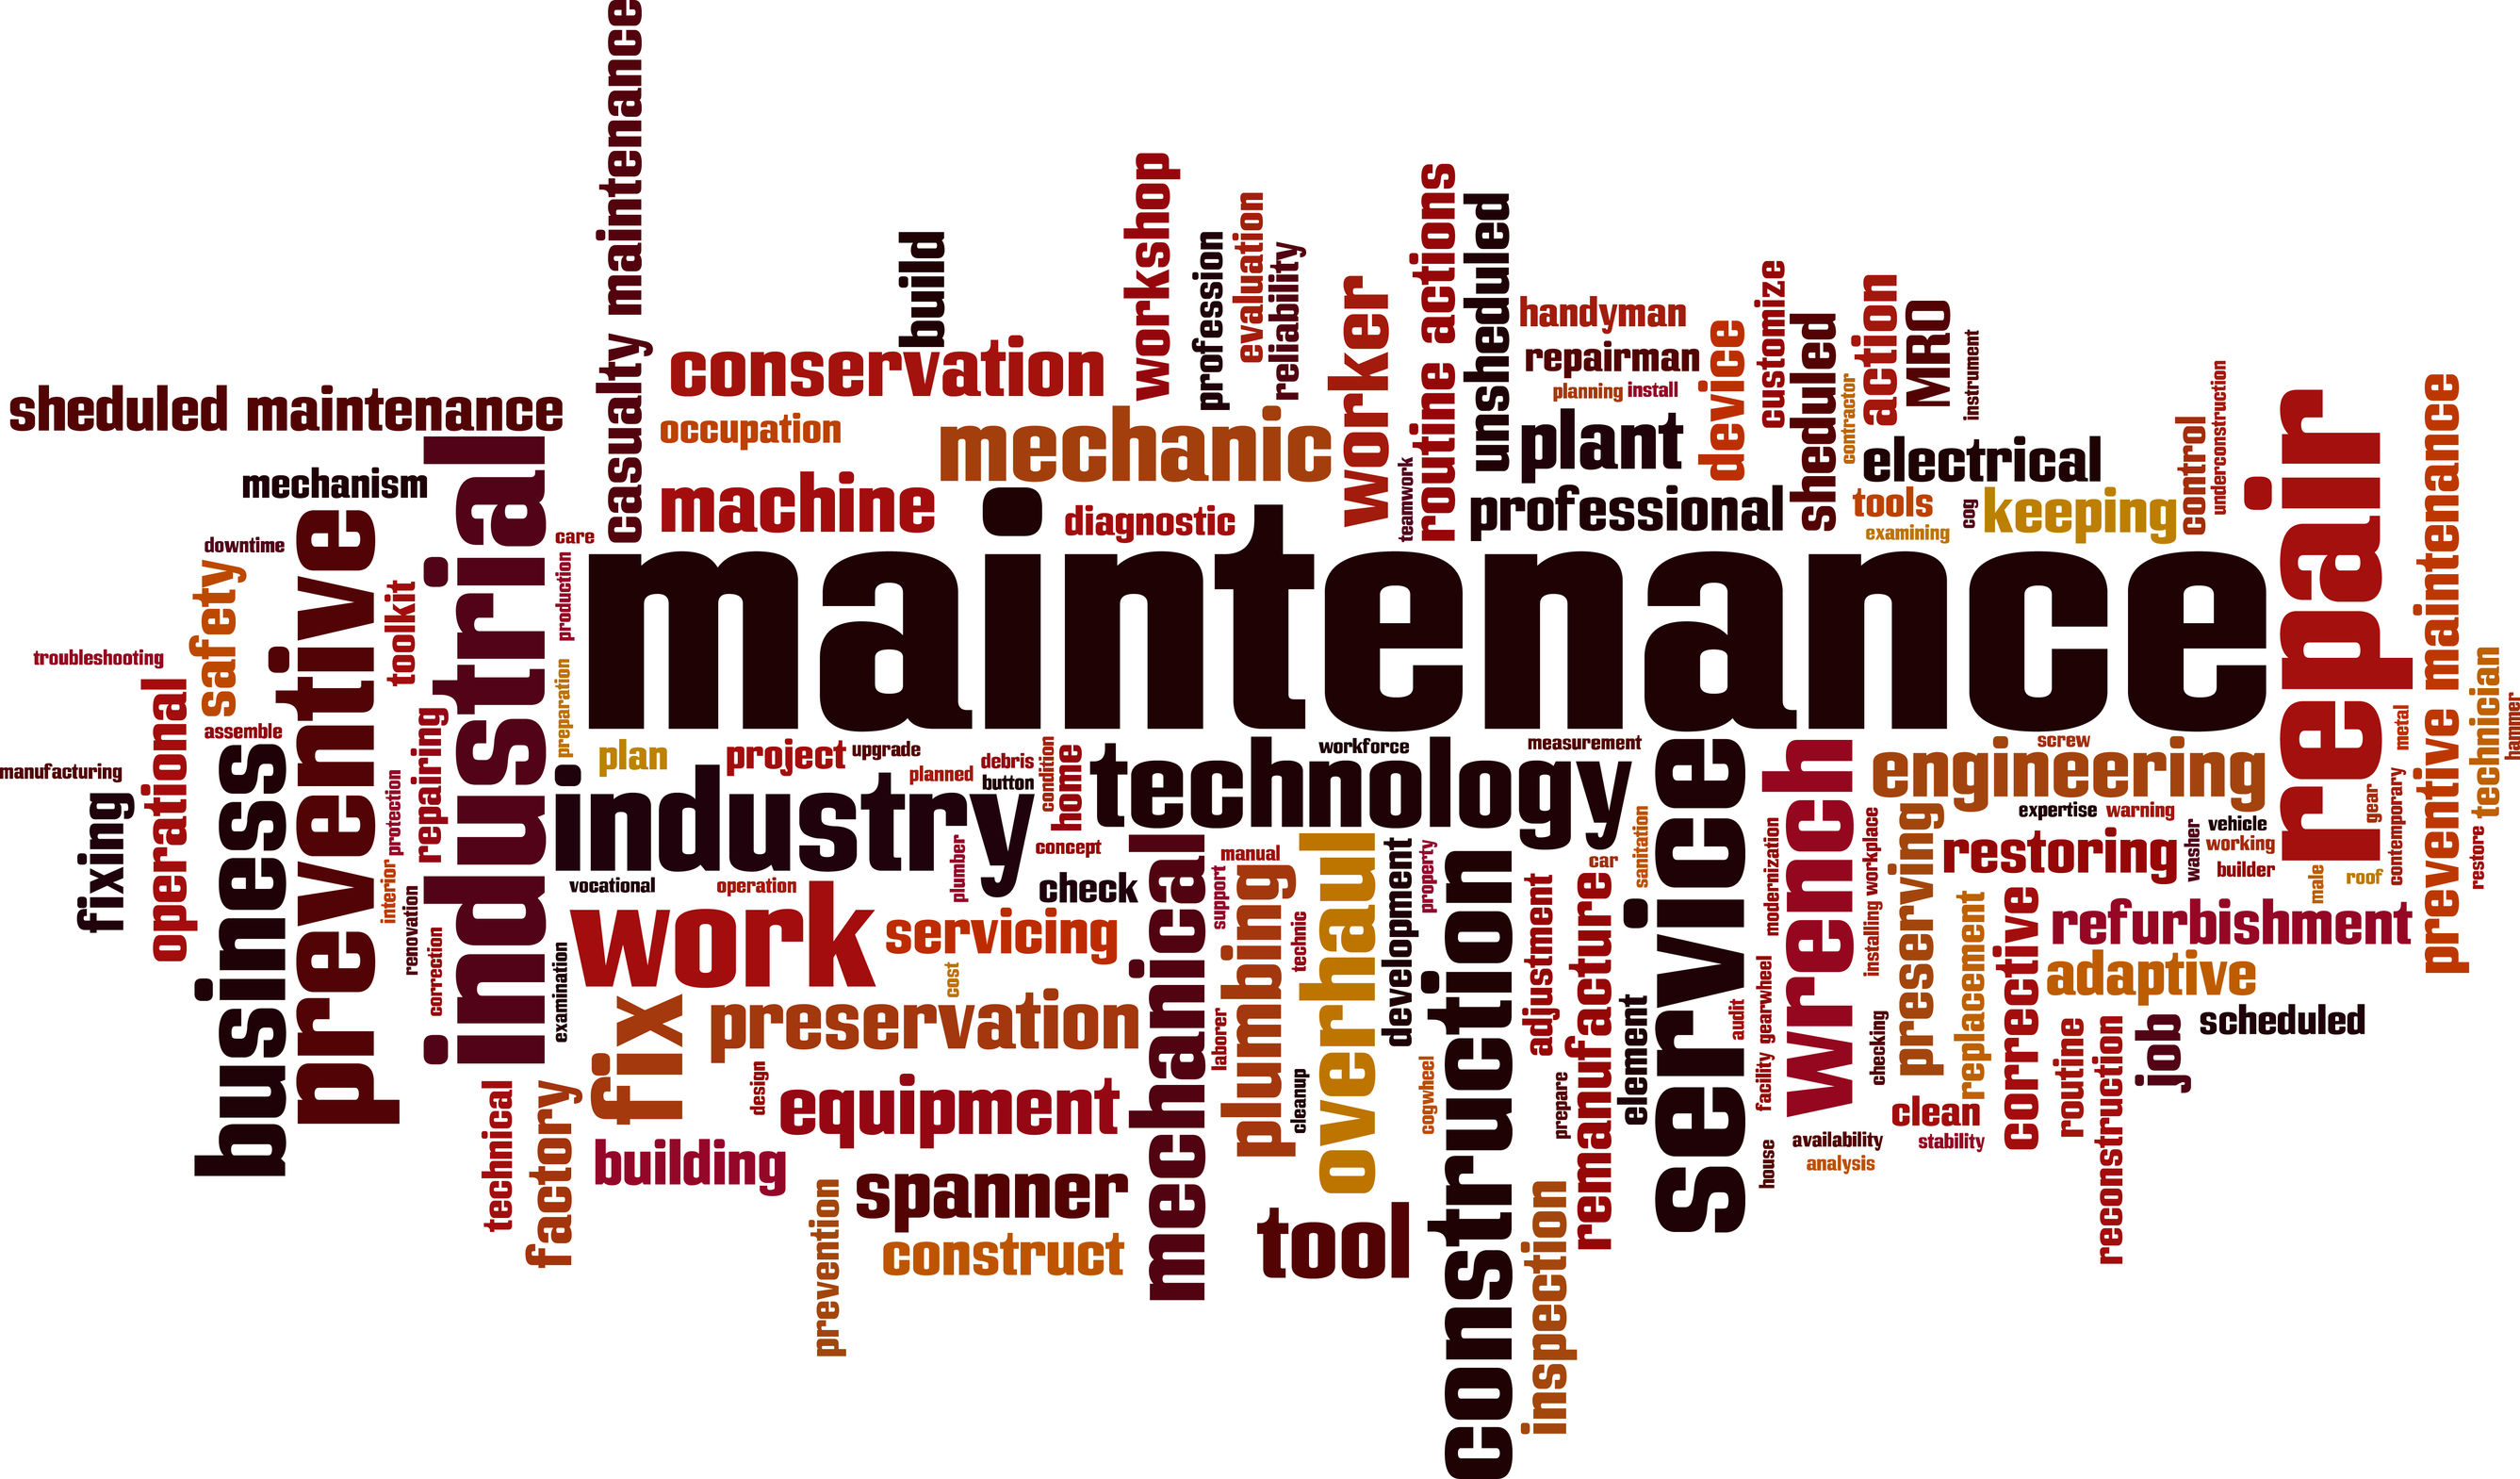 casualty maintenance
build
workshop
profession
evaluation
reliability
worker
routine actions
unsheduled
handyman
repairman
planning
install
device
customize
sheduled
contractor
action
MRO
instrument
conservation
occupation
mechanic
machine
diagnostic
teamwork
plant
professional
electrical
tools
examining
cog
keeping
control
underconstruction
repair
preventive maintenance
technician
hammer
sheduled maintenance
mechanism
downtime
safety
preventive
toolkit
industrial
care
production
preparation
maintenance
troubleshooting
operational
assemble
manufacturing
fixing
business
protection
repairing
interior
renovation
correction
plan
project
upgrade
planned
debris
button
condition
home
industry
technology
workforce
measurement
service
wrench
engineering
screw
metal
expertise
warning
gear
contemporary
restore
vocational
operation
plumber
concept
check
work
servicing
cost
examination
fix
preservation
mechanical
manual
support
plumbing
technic
laborer
overhaul
cleanup
development
property
cogwheel
construction
car
sanitation
adjustment
remanufacture
element
prepare
modernization
audit
facility
gearwheel
house
workplace
installing
checking
preserving
replacement
restoring
washer
vehicle
working
builder
male
roof
corrective
refurbishment
adaptive
scheduled
routine
reconstruction
job
clean
stability
availability
analysis
technical
factory
design
equipment
building
spanner
construct
prevention
tool
inspection